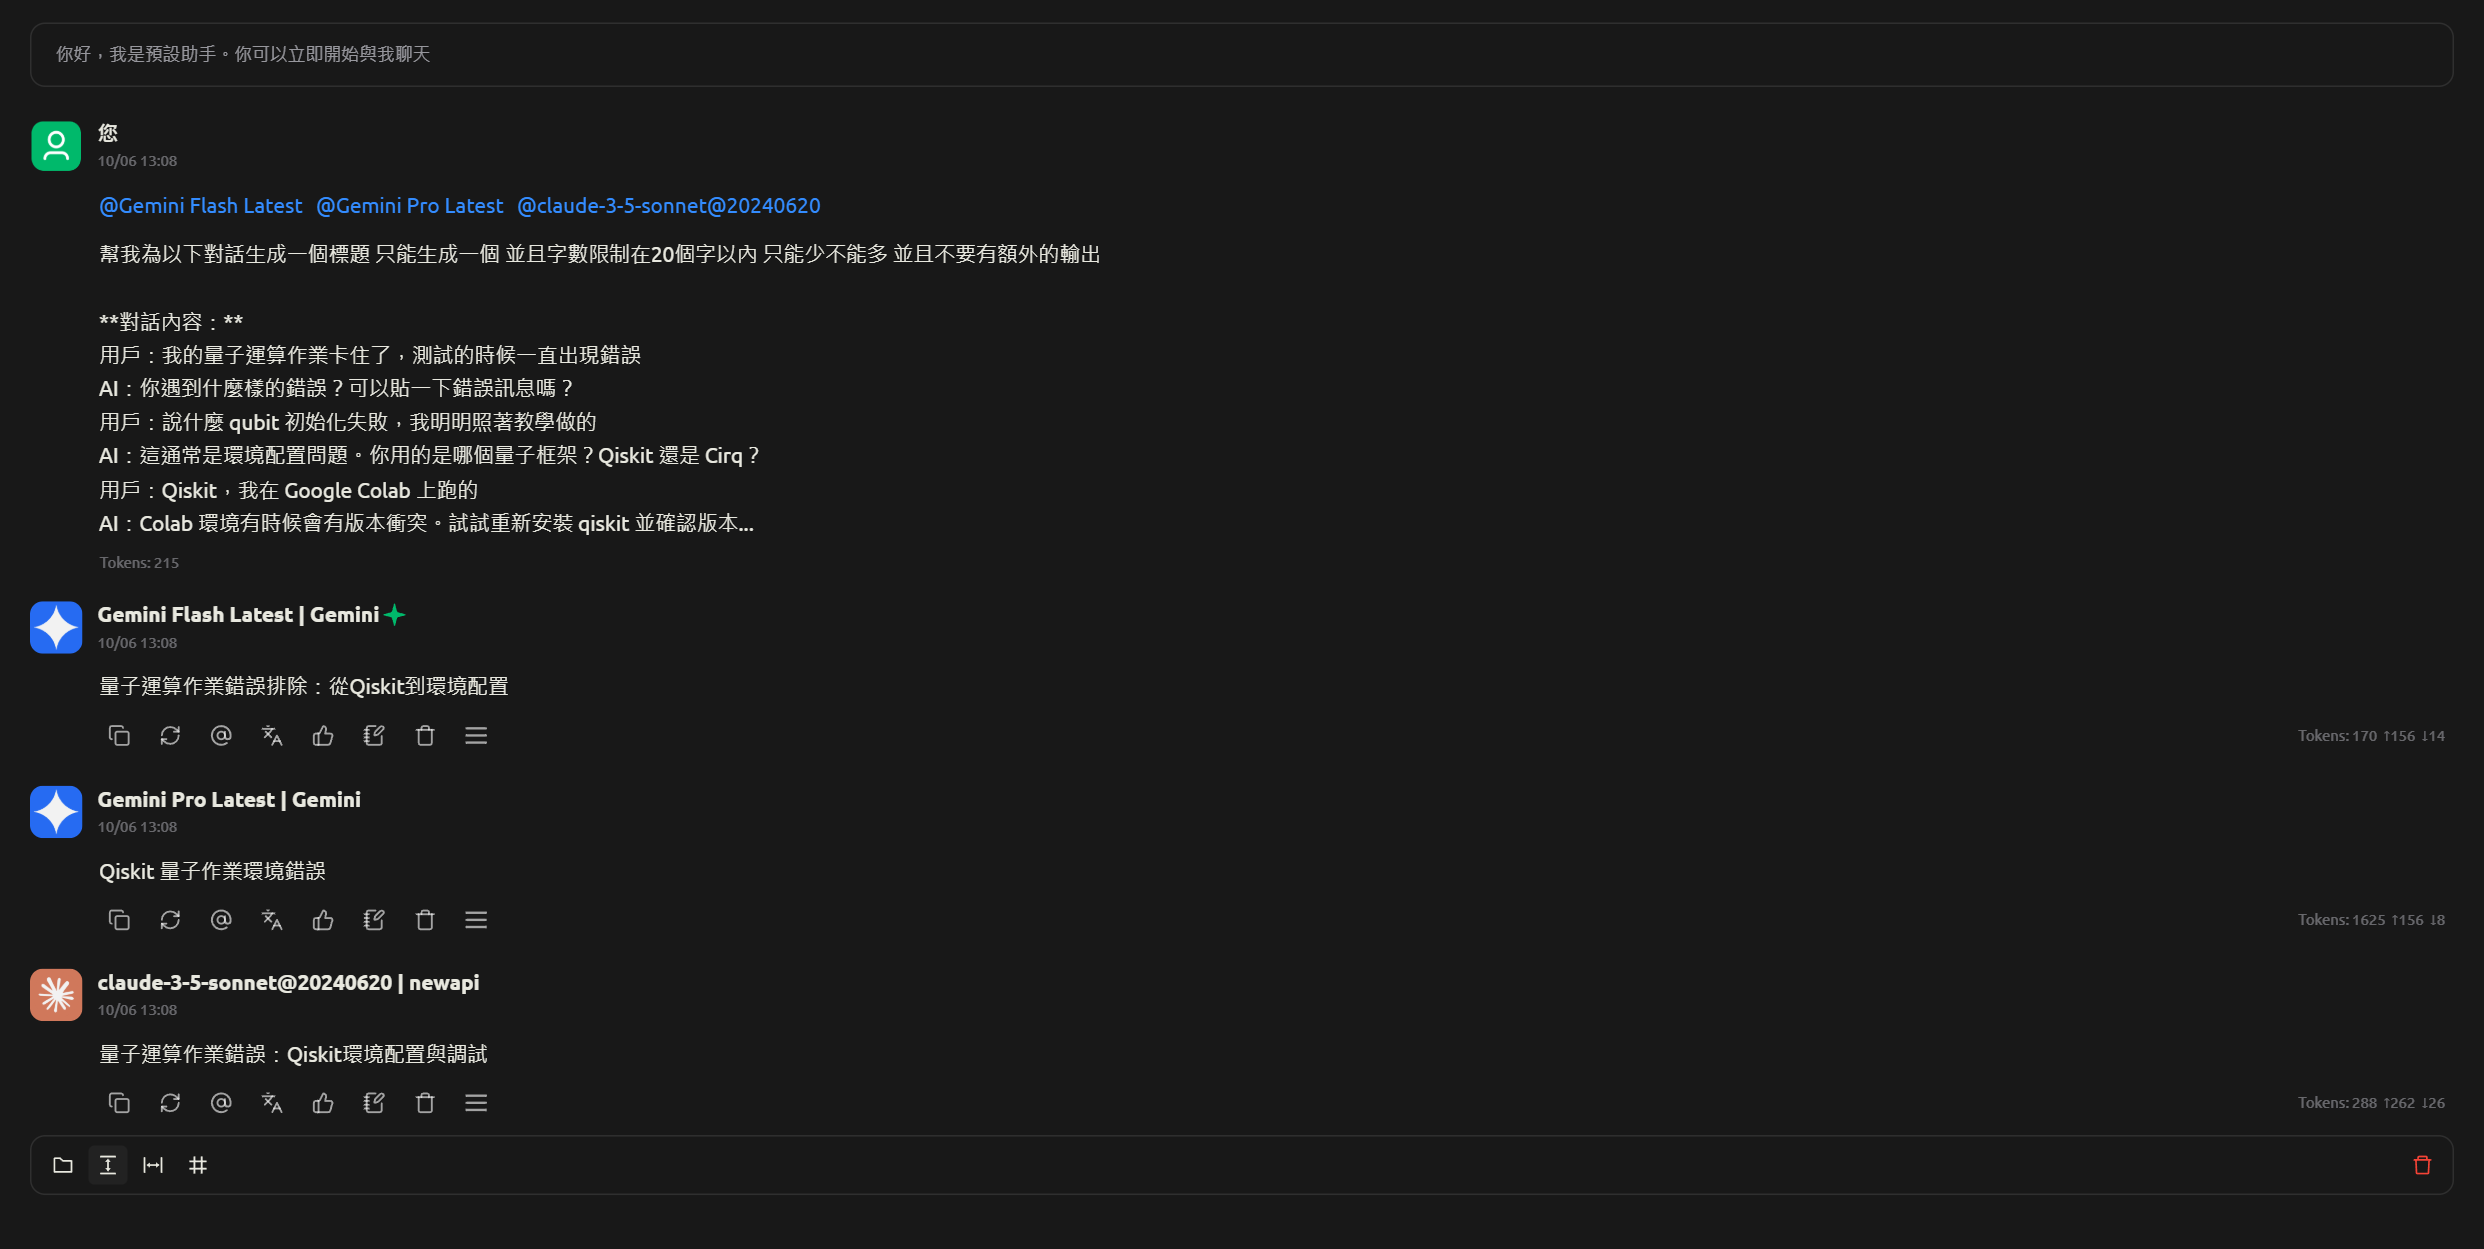 你好，我是預設助手。你可以立即開始與我聊天
您
10/06 13:08
@Gemini Flash Latest @Gemini Pro Latest @claude-3-5-sonnet@20240620
幫我為以下對話生成一個標題 只能生成一個 並且字數限制在20個字以內 只能少不能多 並且不要有額外的輸出
**對話內容：**
用戶：我的量子運算作業卡住了，測試的時候一直出現錯誤
AI：你遇到什麼樣的錯誤？可以貼一下錯誤訊息嗎？
用戶：說什麼 qubit 初始化失敗，我明明照著教學做的
AI：這通常是環境配置問題。你用的是哪個量子框架？Qiskit 還是 Cirq？
用戶：Qiskit，我在 Google Colab 上跑的
AI：Colab 環境有時候會有版本衝突。試試重新安裝 qiskit 並確認版本...
Tokens: 215
Gemini Flash Latest | Gemini
10/06 13:08
量子運算作業錯誤排除：從Qiskit到環境配置
Tokens: 170 ↑156 ↓14
Gemini Pro Latest | Gemini
10/06 13:08
Qiskit 量子作業環境錯誤
Tokens: 1625 ↑156 ↓8
claude-3-5-sonnet@20240620 | newapi
10/06 13:08
量子運算作業錯誤：Qiskit環境配置與調試
Tokens: 288 ↑262 ↓26